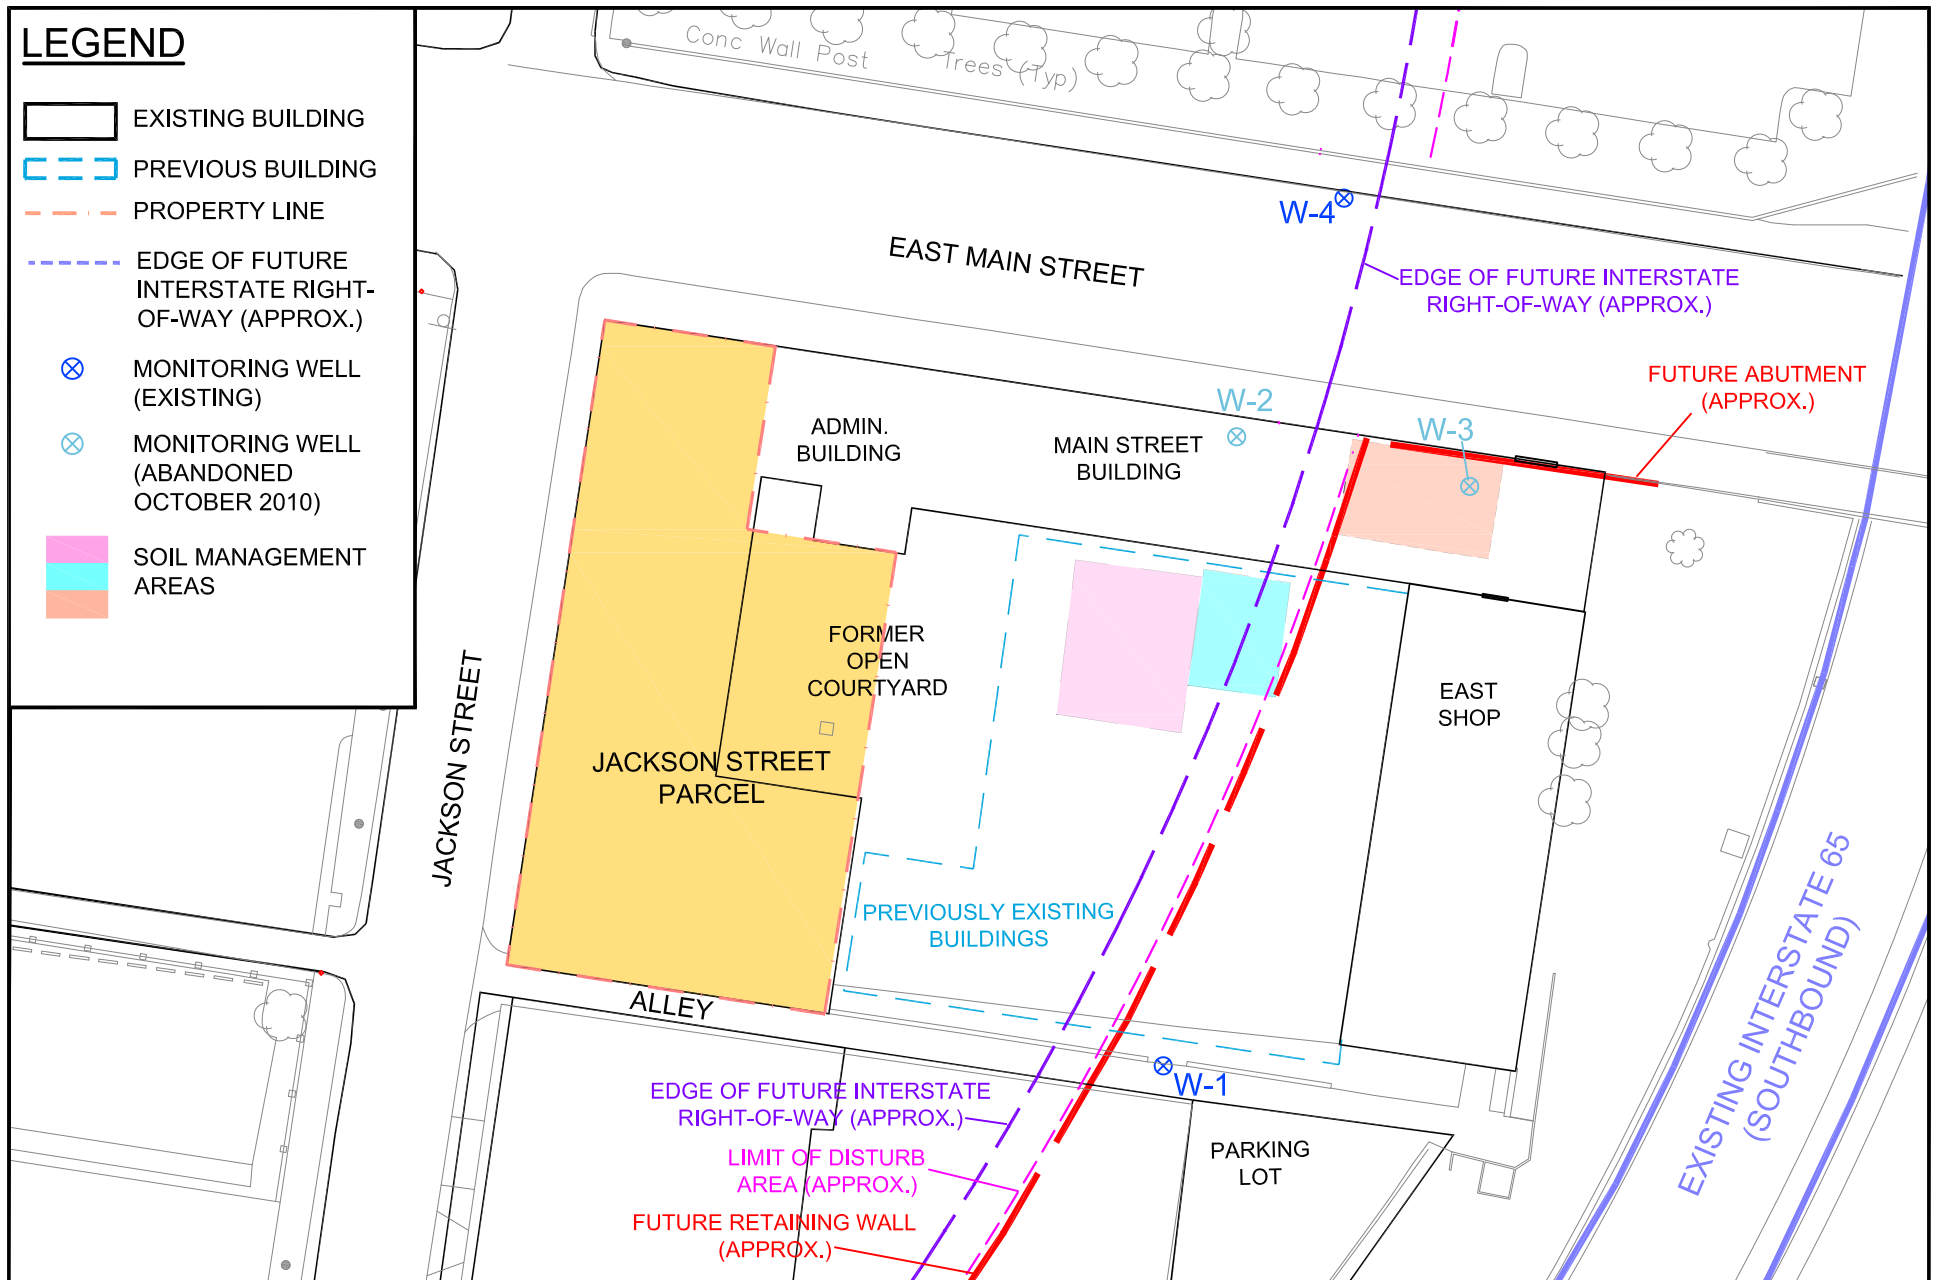 LEGEND
EXISTING BUILDING
PREVIOUS BUILDING
PROPERTY LINE
EDGE OF FUTURE
INTERSTATE RIGHT-
OF-WAY (APPROX.)
MONITORING WELL
(EXISTING)
MONITORING WELL
(ABANDONED
OCTOBER 2010)
SOIL MANAGEMENT
AREAS
Conc Wall Post
Trees (Typ)
W-4
EAST MAIN STREET
EDGE OF FUTURE INTERSTATE
RIGHT-OF-WAY (APPROX.)
FUTURE ABUTMENT
(APPROX.)
W-2
W-3
ADMIN.
BUILDING
MAIN STREET
BUILDING
FORMER
OPEN
COURTYARD
EAST
SHOP
JACKSON STREET
JACKSON STREET
PARCEL
PREVIOUSLY EXISTING
BUILDINGS
EXISTING INTERSTATE 65
(SOUTHBOUND)
ALLEY
W-1
EDGE OF FUTURE INTERSTATE
RIGHT-OF-WAY (APPROX.)
LIMIT OF DISTURB
AREA (APPROX.)
PARKING
LOT
FUTURE RETAINING WALL
(APPROX.)